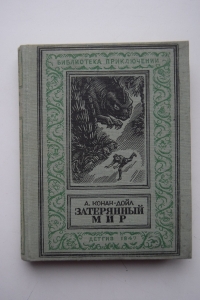 БИБЛИОТЕКА ПРИКЛЮЧЕНИЙ
А. КОНАН-ДОЙЛ
ЗАТЕРЯННЫЙ
МИР
ДЕТГИЗ